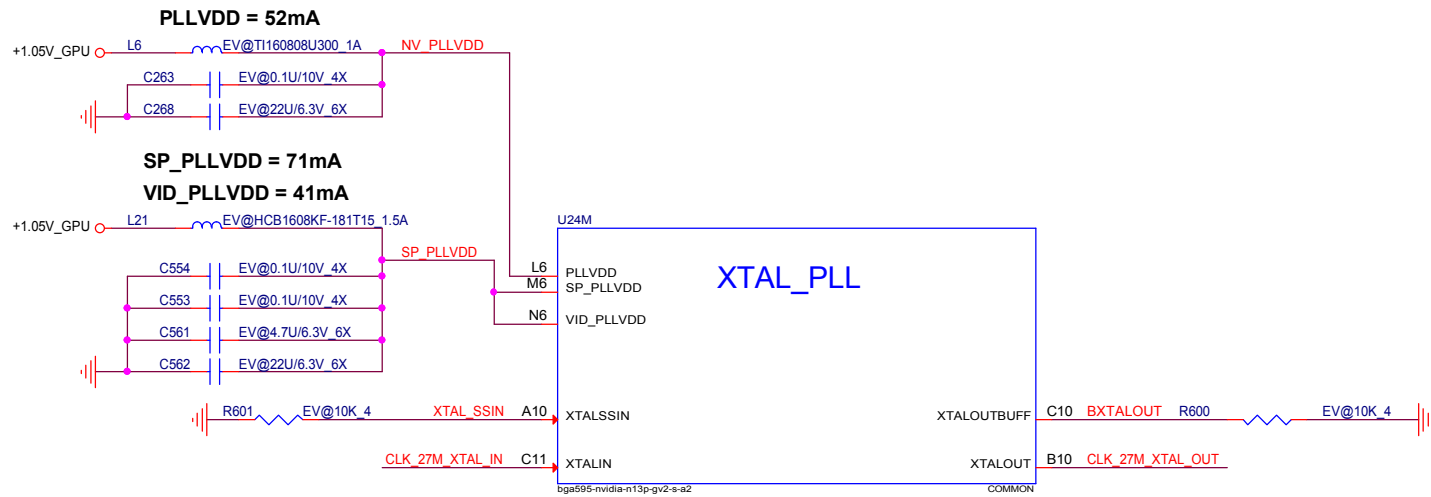 PLLVDD = 52mA
+1.05V_GPU L6 EV@TI160808U300_1A NV_PLLVDD
C263 EV@0.1U/10V_4X
C268 EV@22U/6.3V_6X
SP_PLLVDD = 71mA
VID_PLLVDD = 41mA
+1.05V_GPU L21 EV@HCB1608KF-181T15_1.5A
U24M
SP_PLLVDD
C554 EV@0.1U/10V_4X
C553 EV@0.1U/10V_4X
C561 EV@4.7U/6.3V_6X
C562 EV@22U/6.3V_6X
XTAL_PLL
L6 PLLVDD
M6 SP_PLLVDD
N6 VID_PLLVDD
R601 EV@10K_4 XTAL_SSIN A10 XTALSSIN
XTALOUTBUFF C10 BXTALOUT R600 EV@10K_4
CLK_27M_XTAL_IN C11 XTALIN
XTALOUT B10 CLK_27M_XTAL_OUT
bga595-nvidia-n13p-gv2-s-a2 COMMON